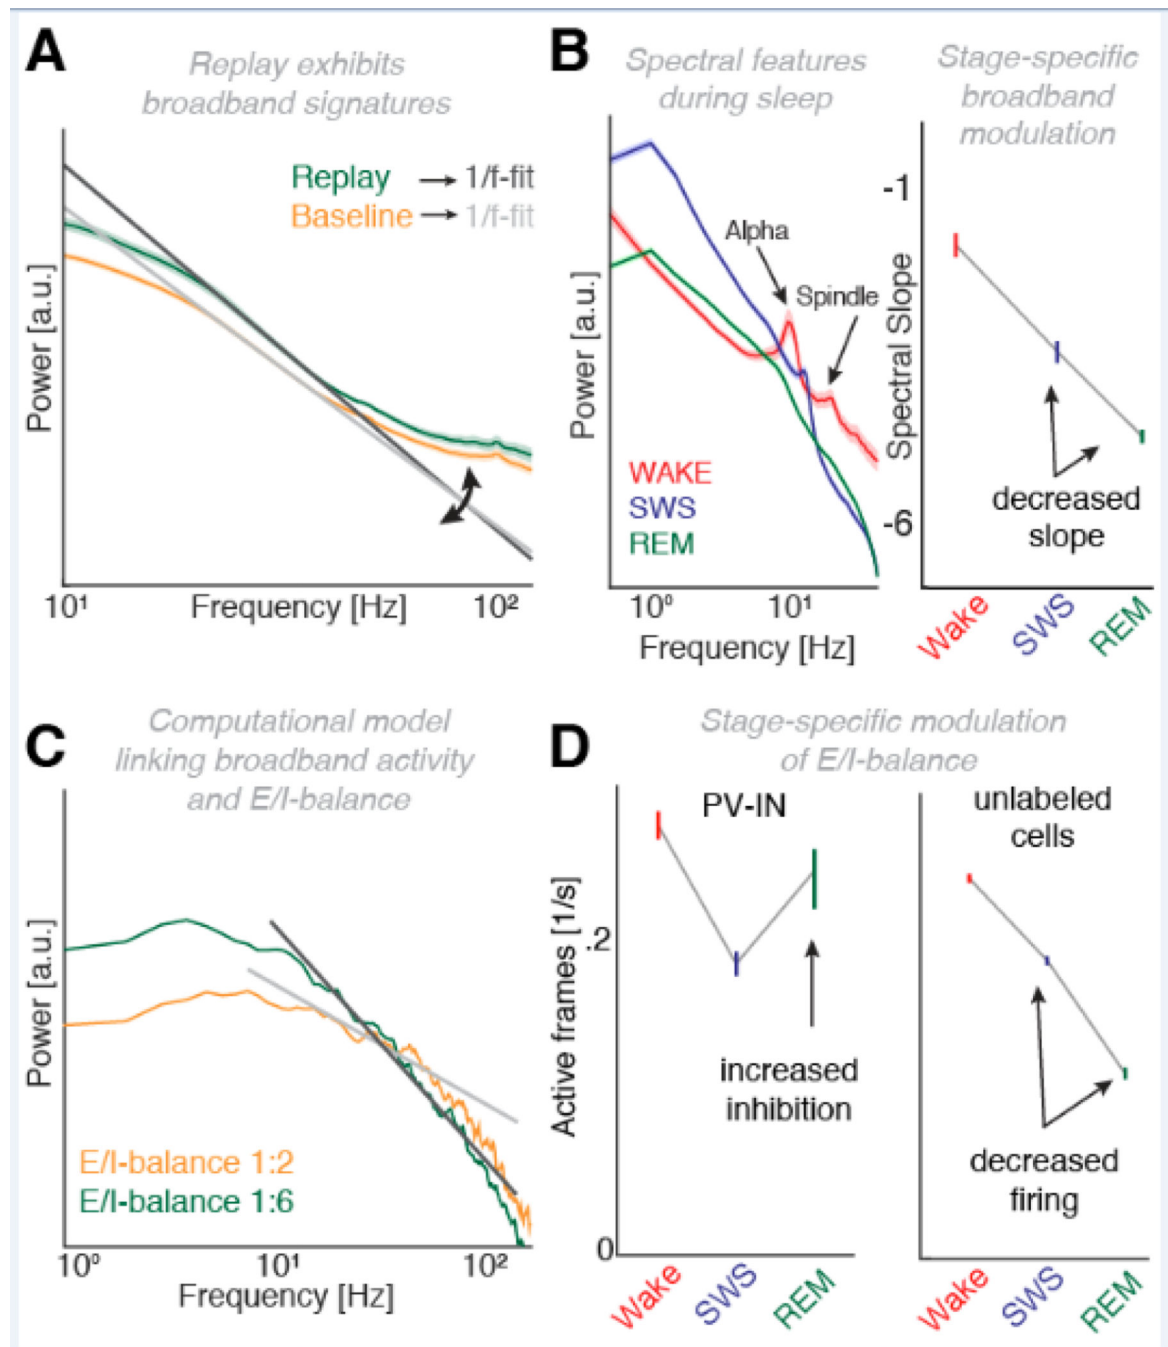 A
Replay exhibits
broadband signatures
Replay → 1/f-fit
Baseline → 1/f-fit
Power [a.u.]
10¹
Frequency [Hz]
10²
B
Spectral features
during sleep
Alpha
Spindle
Power [a.u.]
WAKE
SWS
REM
10⁰
10¹
Frequency [Hz]
Stage-specific
broadband
modulation
-1
Spectral Slope
-6
decreased
slope
Wake
SWS
REM
C
Computational model
linking broadband activity
and E/I-balance
Power [a.u.]
E/I-balance 1:2
E/I-balance 1:6
10⁰
10¹
10²
Frequency [Hz]
D
Stage-specific modulation
of E/I-balance
PV-IN
Active frames [1/s]
.2
0
increased
inhibition
Wake
SWS
REM
unlabeled
cells
decreased
firing
Wake
SWS
REM